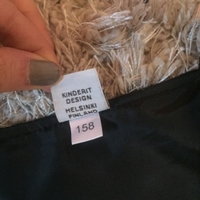 KINDERIT
DESIGN
HELSINKI
FINLAND
158